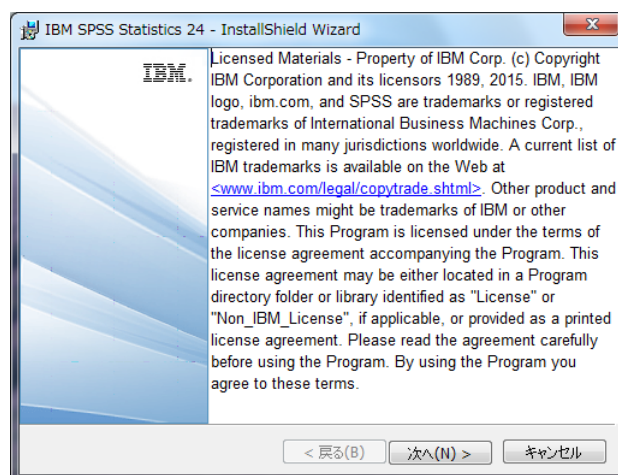 IBM SPSS Statistics 24 - InstallShield Wizard
IBM.
Licensed Materials - Property of IBM Corp. (c) Copyright
IBM Corporation and its licensors 1989, 2015. IBM, IBM
logo, ibm.com, and SPSS are trademarks or registered
trademarks of International Business Machines Corp.,
registered in many jurisdictions worldwide. A current list of
IBM trademarks is available on the Web at
<www.ibm.com/legal/copytrade.shtml>. Other product and
service names might be trademarks of IBM or other
companies. This Program is licensed under the terms of
the license agreement accompanying the Program. This
license agreement may be either located in a Program
directory folder or library identified as "License" or
"Non_IBM_License", if applicable, or provided as a printed
license agreement. Please read the agreement carefully
before using the Program. By using the Program you
agree to these terms.
< 戻る(B) 次へ(N) > キャンセル